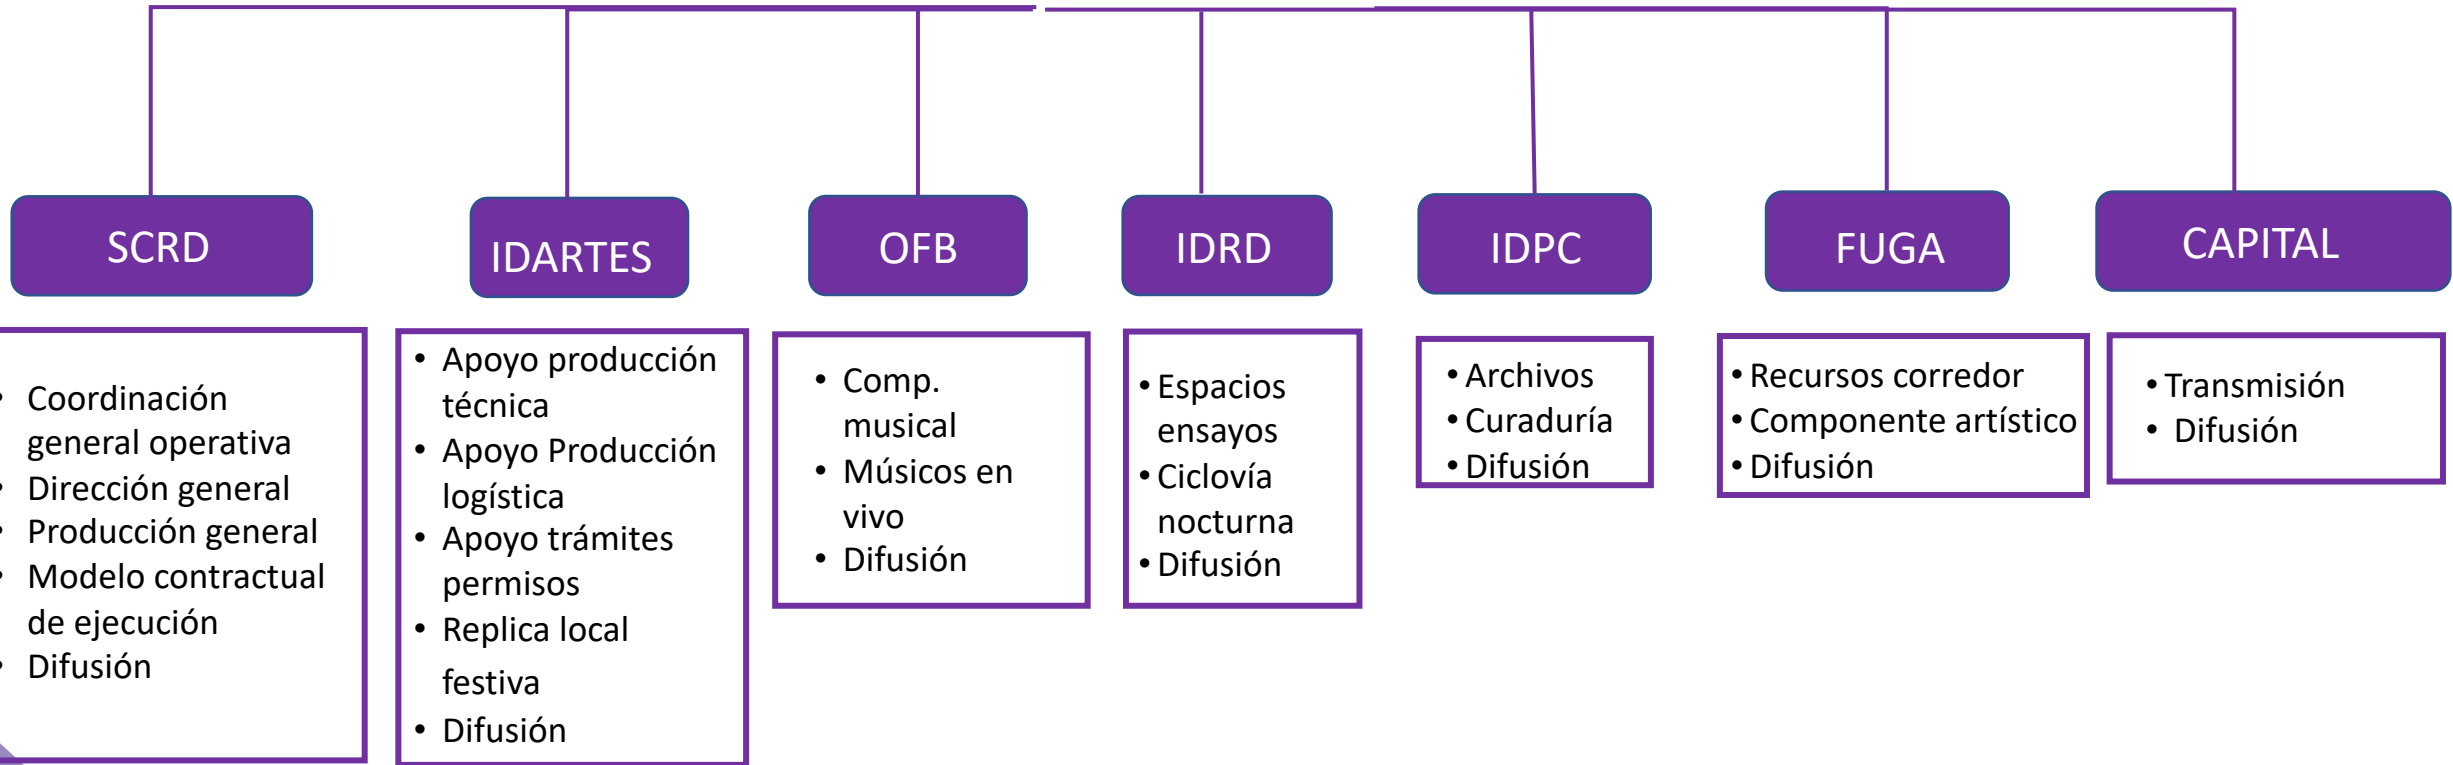 SCRD
• Coordinación
general operativa
• Dirección general
• Producción general
• Modelo contractual
de ejecución
• Difusión
IDARTES
• Apoyo producción
técnica
• Apoyo Producción
logística
• Apoyo trámites
permisos
• Replica local
festiva
• Difusión
OFB
• Comp.
musical
• Músicos en
vivo
• Difusión
IDRD
• Espacios
ensayos
• Ciclovía
nocturna
• Difusión
IDPC
• Archivos
• Curaduría
• Difusión
FUGA
• Recursos corredor
• Componente artístico
• Difusión
CAPITAL
• Transmisión
• Difusión